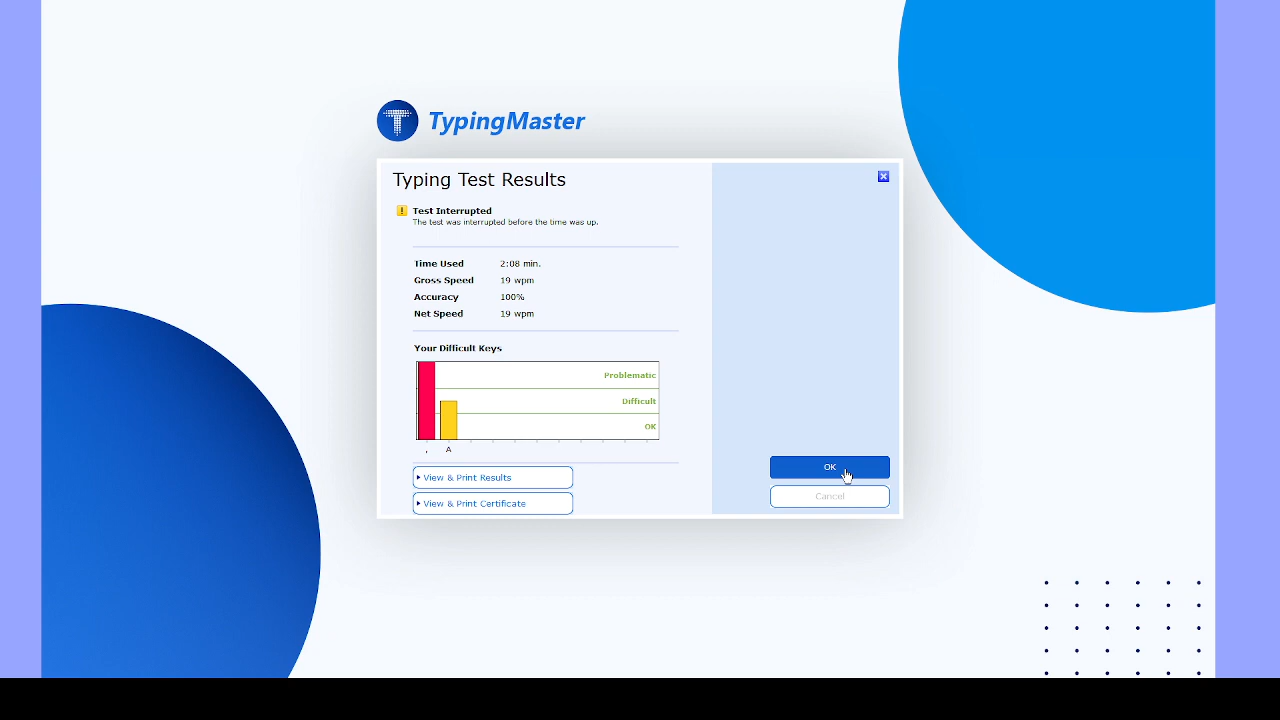 T TypingMaster
Typing Test Results
! Test Interrupted
The test was interrupted before the time was up.
Time Used 2:08 min.
Gross Speed 19 wpm
Accuracy 100%
Net Speed 19 wpm
Your Difficult Keys
Problematic
Difficult
OK
, A
View & Print Results
View & Print Certificate
OK
Cancel